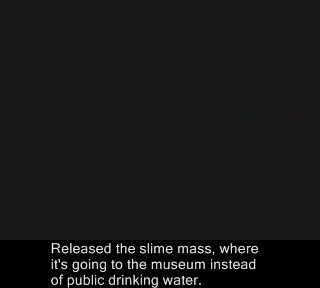 Released the slime mass, where
it's going to the museum instead
of public drinking water.